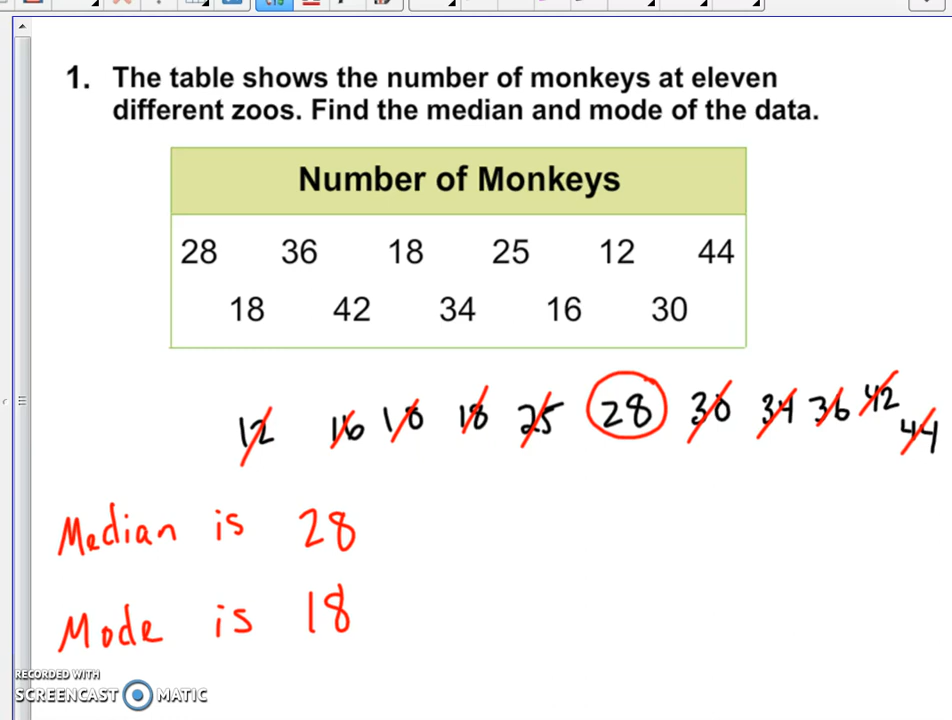 1. The table shows the number of monkeys at eleven
different zoos. Find the median and mode of the data.
Number of Monkeys
28 36 18 25 12 44
18 42 34 16 30
12 16 18 18 25 28 30 34 36 42 44
Median is 28
Mode is 18
RECORDED WITH
SCREENCAST MATIC